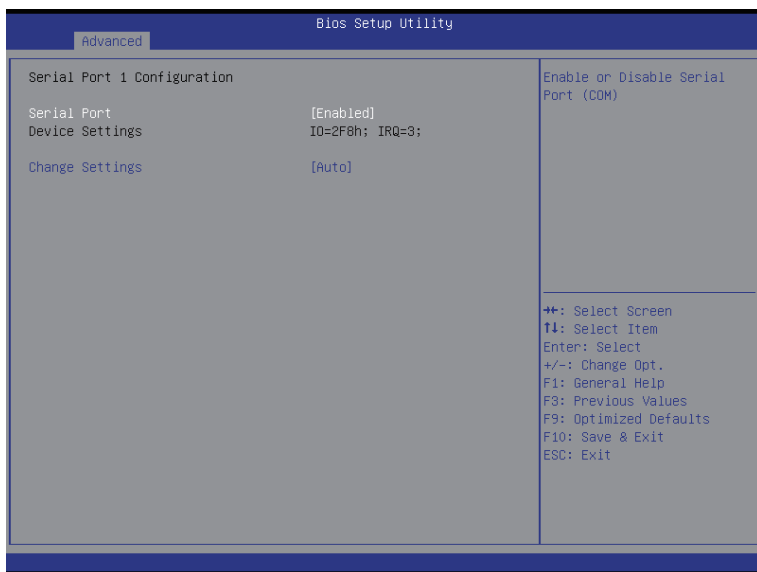 Bios Setup Utility
Advanced
Serial Port 1 Configuration
Serial Port [Enabled]
Device Settings IO=2F8h; IRQ=3;
Change Settings [Auto]
Enable or Disable Serial
Port (COM)
→←: Select Screen
↑↓: Select Item
Enter: Select
+/-: Change Opt.
F1: General Help
F3: Previous Values
F9: Optimized Defaults
F10: Save & Exit
ESC: Exit